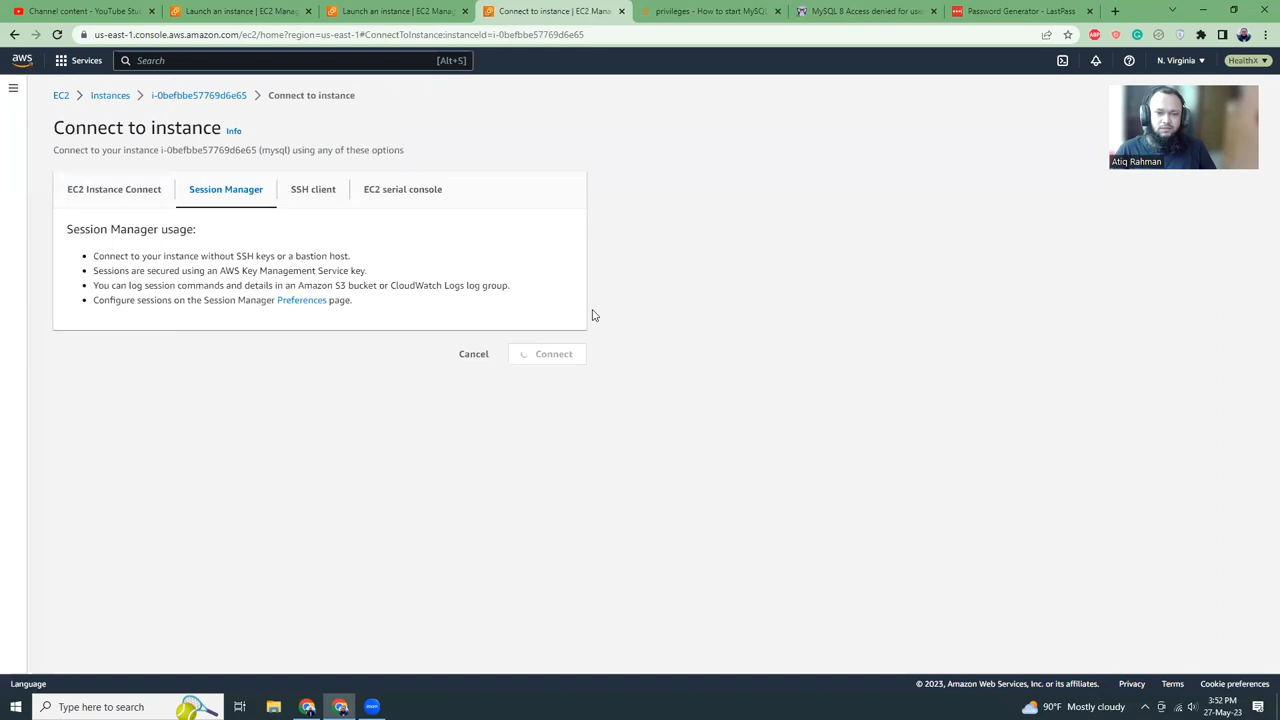 Content - YouTube Stu
Launch an instance | EC2 Manag
Launch an instance | EC2 Manag
Connect to instance | EC2 Mana
privileges - How to start MySQL
MySQL 8 Access denied for use
Password Generator - LastPass
us-east-1.console.aws.amazon.com/ec2/home?region=us-east-1#ConnectToInstance:instanceId=i-0befbbe57769d6e65
aws Services Search [Alt+S] N. Virginia HealthX
EC2 Instances i-0befbbe57769d6e65 Connect to instance
Connect to instance Info
Connect to your instance i-0befbbe57769d6e65 (mysql) using any of these options
Atiq Rahman
EC2 Instance Connect Session Manager SSH client EC2 serial console
Session Manager usage:
• Connect to your instance without SSH keys or a bastion host.
• Sessions are secured using an AWS Key Management Service key.
• You can log session commands and details in an Amazon S3 bucket or CloudWatch Logs log group.
• Configure sessions on the Session Manager Preferences page.
Cancel Connect
Language © 2023, Amazon Web Services, Inc. or its affiliates. Privacy Terms Cookie preferences
Type here to search 90°F Mostly cloudy 3:52 PM
27-May-23